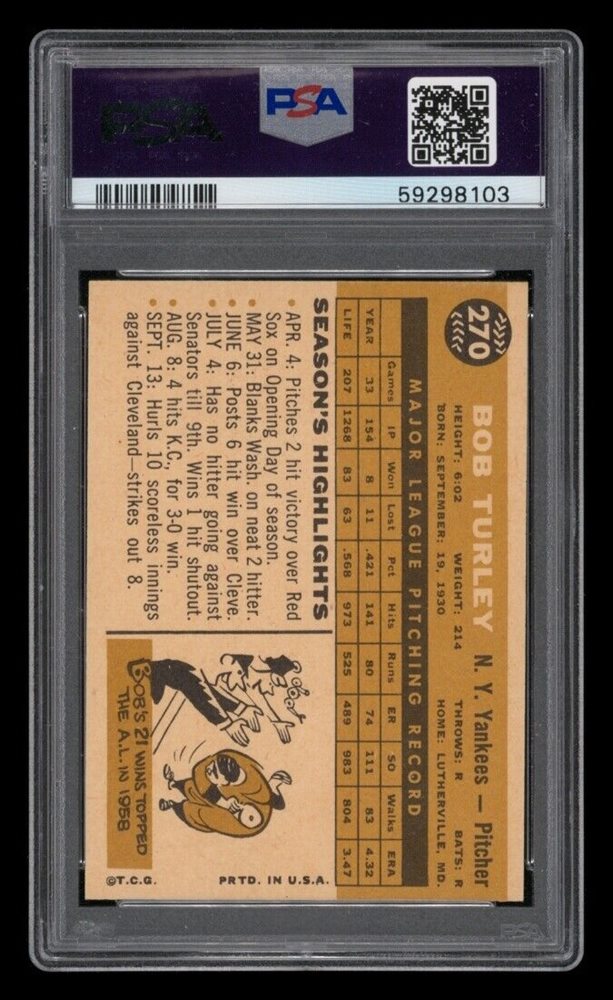 PSA
PSA
59298103
270
BOB TURLEY N. Y. Yankees — Pitcher
HEIGHT: 6:02 WEIGHT: 214 THROWS: R BATS: R
BORN: SEPTEMBER: 19, 1930 HOME: LUTHERVILLE, MD.
MAJOR LEAGUE PITCHING RECORD
Games IP Won Lost Pct Hits Runs ER SO Walks ERA
YEAR 33 154 8 11 .421 141 80 74 111 83 4.32
LIFE 207 1268 83 63 .568 973 525 489 983 804 3.47
SEASON'S HIGHLIGHTS
• APR. 4: Pitches 2 hit victory over Red
Sox on Opening Day of season.
• MAY 31: Blanks Wash. on neat 2 hitter.
• JUNE 6: Posts 6 hit win over Cleve.
• JULY 4: Has no hitter going against
Senators till 9th. Wins 1 hit shutout.
• AUG. 8: 4 hits K.C., for 3-0 win.
• SEPT. 13: Hurls 10 scoreless innings
against Cleveland—strikes out 8.
BOB'S 21 WINS TOPPED
THE A.L. IN 1958
©T.C.G. PRTD. IN U.S.A.
PSA